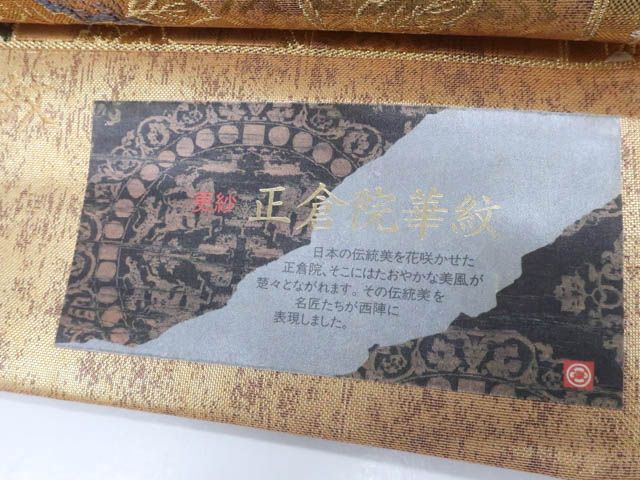 美紗 正倉院華紋
日本の伝統美を花咲かせた
正倉院、そこにはたおやかな美風が
楚々とながれます。その伝統美を
名匠たちが西陣に
表現しました。